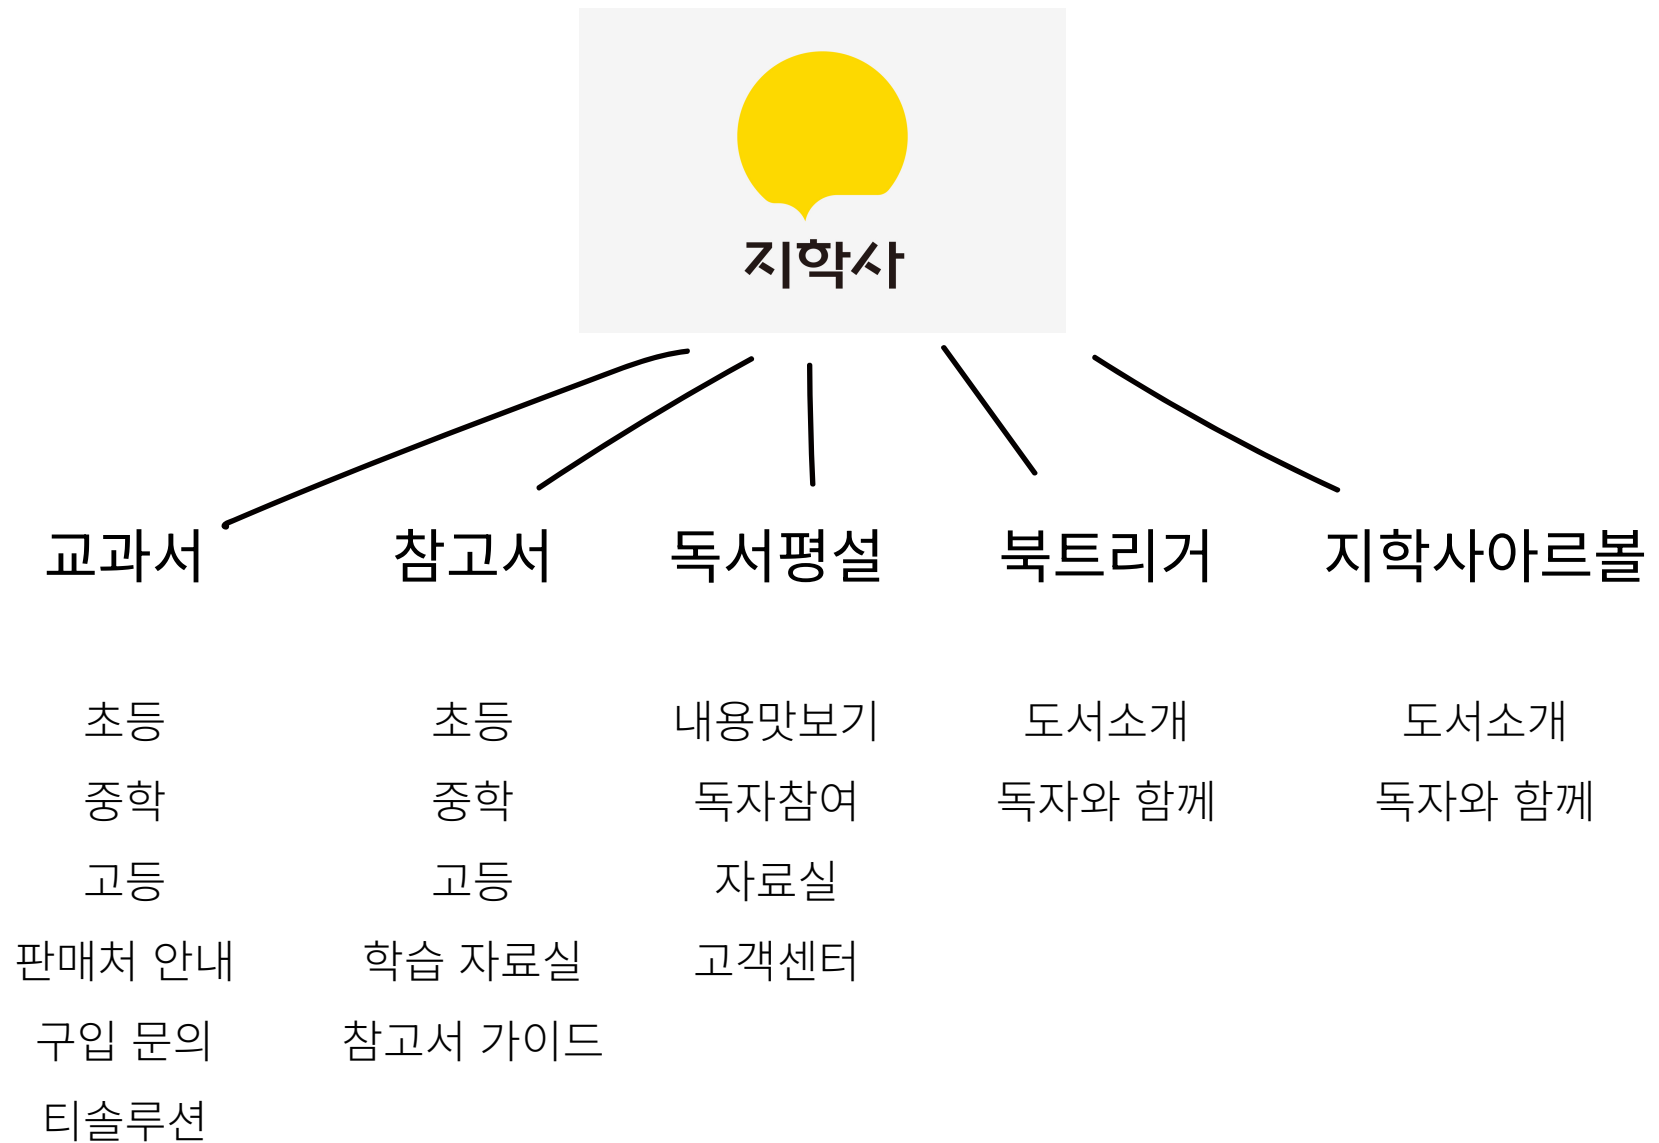 지학사
교과서
참고서
독서평설
북트리거
지학사아르볼
초등
중학
고등
판매처 안내
구입 문의
티솔루션
초등
중학
고등
학습 자료실
참고서 가이드
내용맛보기
독자참여
자료실
고객센터
도서소개
독자와 함께
도서소개
독자와 함께